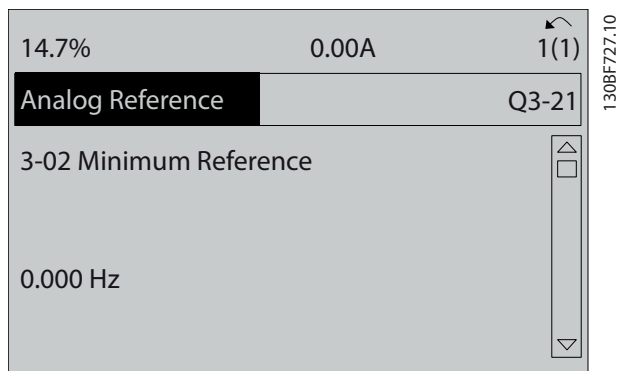 14.7% 0.00A 1(1)
Analog Reference Q3-21
3-02 Minimum Reference
0.000 Hz
130BF727.10